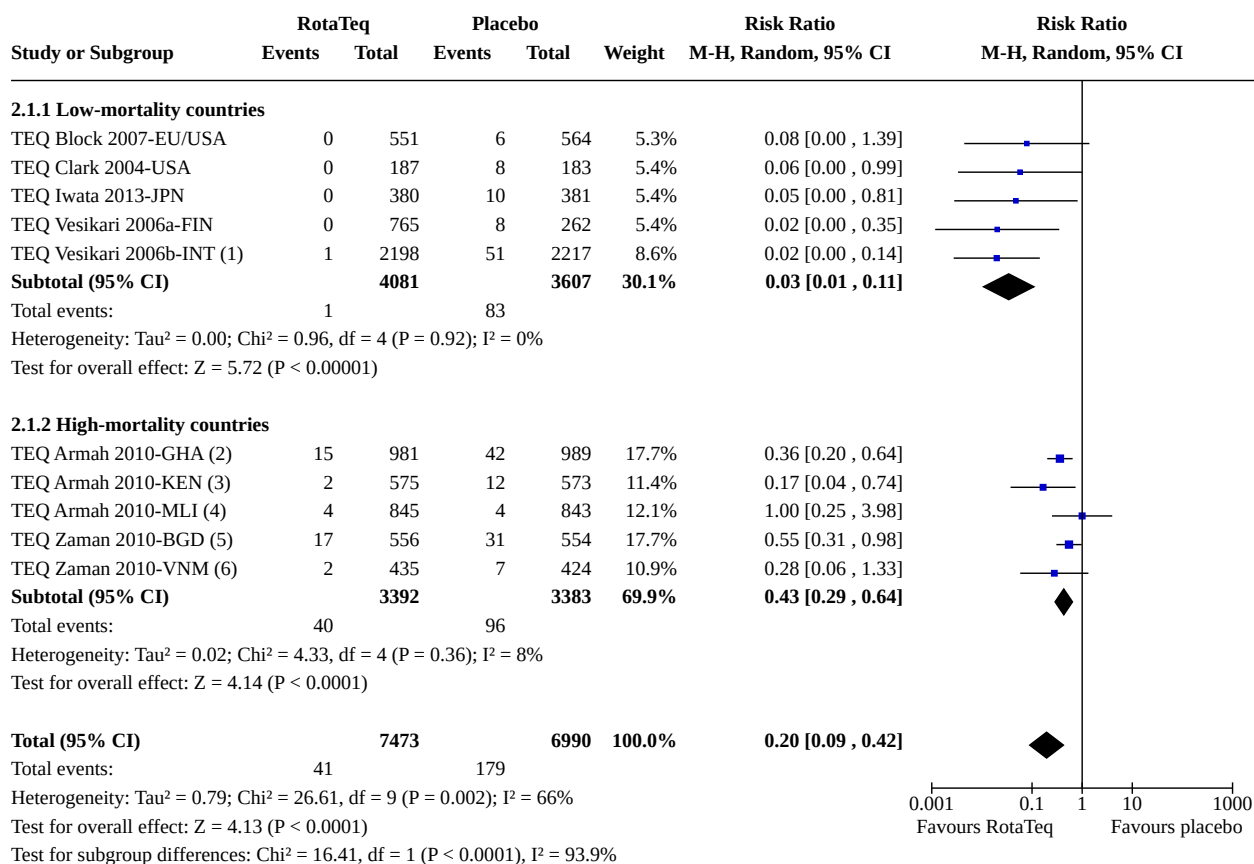 RotaTeq Placebo Risk Ratio Risk Ratio
Study or Subgroup Events Total Events Total Weight M-H, Random, 95% CI M-H, Random, 95% CI
2.1.1 Low-mortality countries
TEQ Block 2007-EU/USA 0 551 6 564 5.3% 0.08 [0.00 , 1.39]
TEQ Clark 2004-USA 0 187 8 183 5.4% 0.06 [0.00 , 0.99]
TEQ Iwata 2013-JPN 0 380 10 381 5.4% 0.05 [0.00 , 0.81]
TEQ Vesikari 2006a-FIN 0 765 8 262 5.4% 0.02 [0.00 , 0.35]
TEQ Vesikari 2006b-INT (1) 1 2198 51 2217 8.6% 0.02 [0.00 , 0.14]
Subtotal (95% CI) 4081 3607 30.1% 0.03 [0.01 , 0.11]
Total events: 1 83
Heterogeneity: Tau² = 0.00; Chi² = 0.96, df = 4 (P = 0.92); I² = 0%
Test for overall effect: Z = 5.72 (P < 0.00001)
2.1.2 High-mortality countries
TEQ Armah 2010-GHA (2) 15 981 42 989 17.7% 0.36 [0.20 , 0.64]
TEQ Armah 2010-KEN (3) 2 575 12 573 11.4% 0.17 [0.04 , 0.74]
TEQ Armah 2010-MLI (4) 4 845 4 843 12.1% 1.00 [0.25 , 3.98]
TEQ Zaman 2010-BGD (5) 17 556 31 554 17.7% 0.55 [0.31 , 0.98]
TEQ Zaman 2010-VNM (6) 2 435 7 424 10.9% 0.28 [0.06 , 1.33]
Subtotal (95% CI) 3392 3383 69.9% 0.43 [0.29 , 0.64]
Total events: 40 96
Heterogeneity: Tau² = 0.02; Chi² = 4.33, df = 4 (P = 0.36); I² = 8%
Test for overall effect: Z = 4.14 (P < 0.0001)
Total (95% CI) 7473 6990 100.0% 0.20 [0.09 , 0.42]
Total events: 41 179
Heterogeneity: Tau² = 0.79; Chi² = 26.61, df = 9 (P = 0.002); I² = 66%
0.001 0.1 1 10 1000
Test for overall effect: Z = 4.13 (P < 0.0001)
Favours RotaTeq Favours placebo
Test for subgroup differences: Chi² = 16.41, df = 1 (P < 0.0001), I² = 93.9%